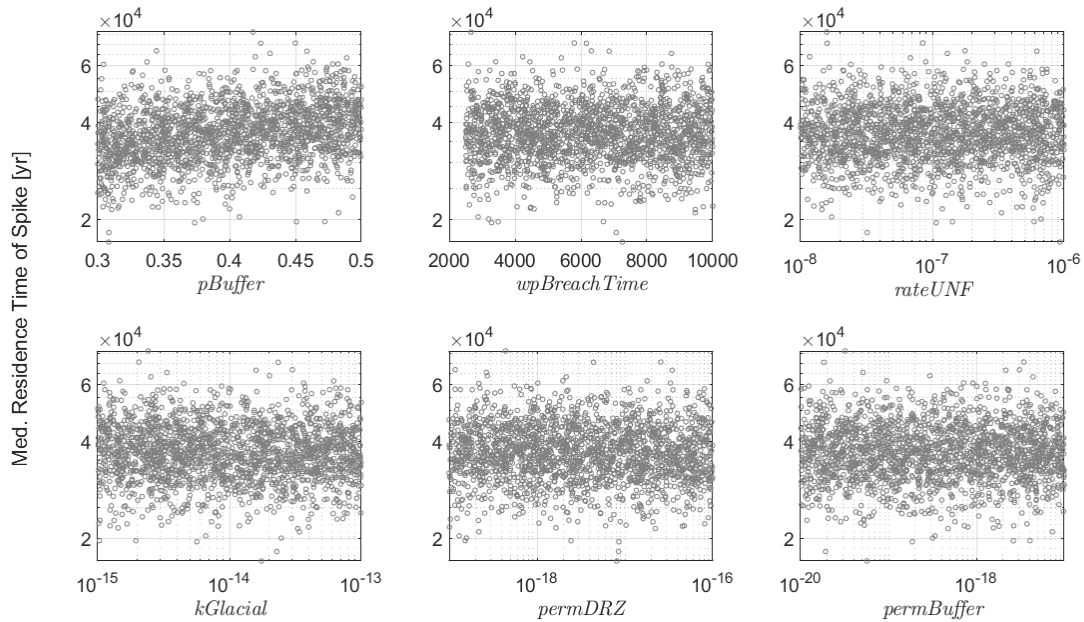 Med. Residence Time of Spike [yr]
×10⁴
6
4
2
0.3 0.35 0.4 0.45 0.5
pBuffer
×10⁴
6
4
2
2000 4000 6000 8000 10000
wpBreachTime
×10⁴
6
4
2
10⁻⁸ 10⁻⁷ 10⁻⁶
rateUNF
×10⁴
6
4
2
10⁻¹⁵ 10⁻¹⁴ 10⁻¹³
kGlacial
×10⁴
6
4
2
10⁻¹⁸ 10⁻¹⁶
permDRZ
×10⁴
6
4
2
10⁻²⁰ 10⁻¹⁸
permBuffer